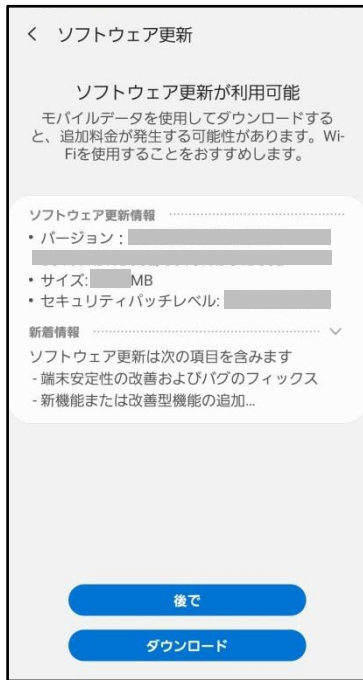 ソフトウェア更新
ソフトウェア更新が利用可能
モバイルデータを使用してダウンロードする
と、追加料金が発生する可能性があります。Wi-
Fiを使用することをおすすめします。
ソフトウェア更新情報
• バージョン：
• サイズ: MB
• セキュリティパッチレベル:
新着情報
ソフトウェア更新は次の項目を含みます
- 端末安定性の改善およびバグのフィックス
- 新機能または改善型機能の追加...
後で
ダウンロード